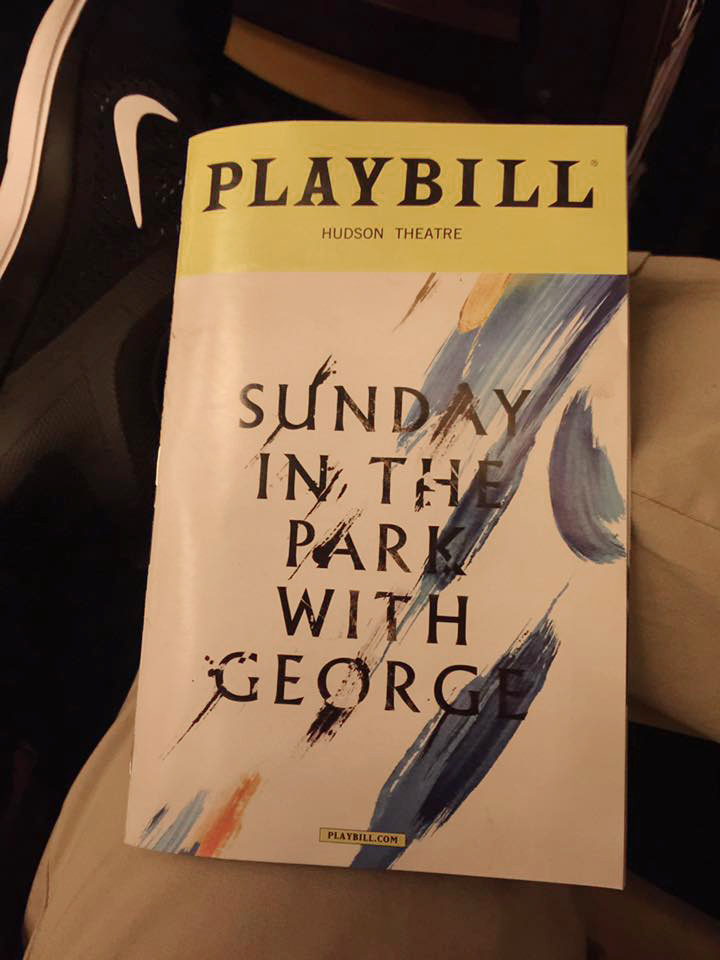 PLAYBILL®
HUDSON THEATRE
SUNDAY
IN THE
PARK
WITH
GEORGE
PLAYBILL.COM